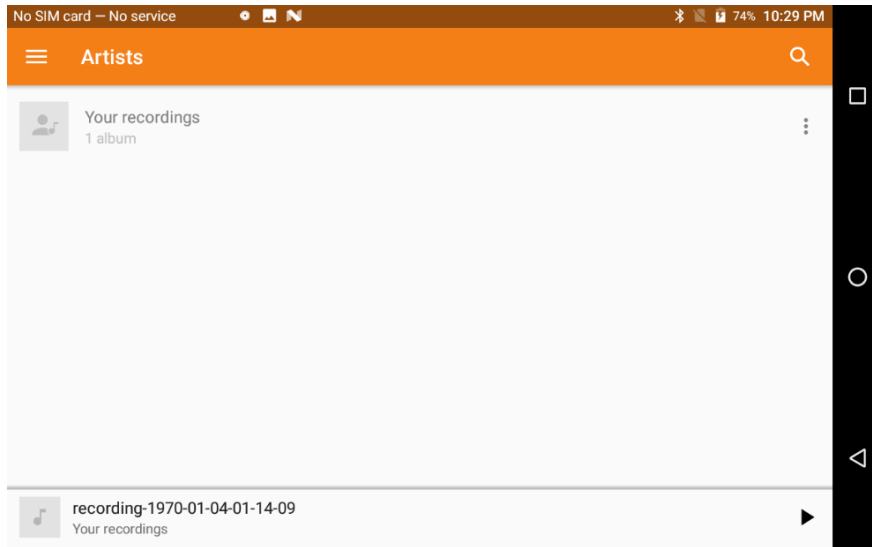 No SIM card — No service 74% 10:29 PM
Artists
Your recordings
1 album
recording-1970-01-04-01-14-09
Your recordings